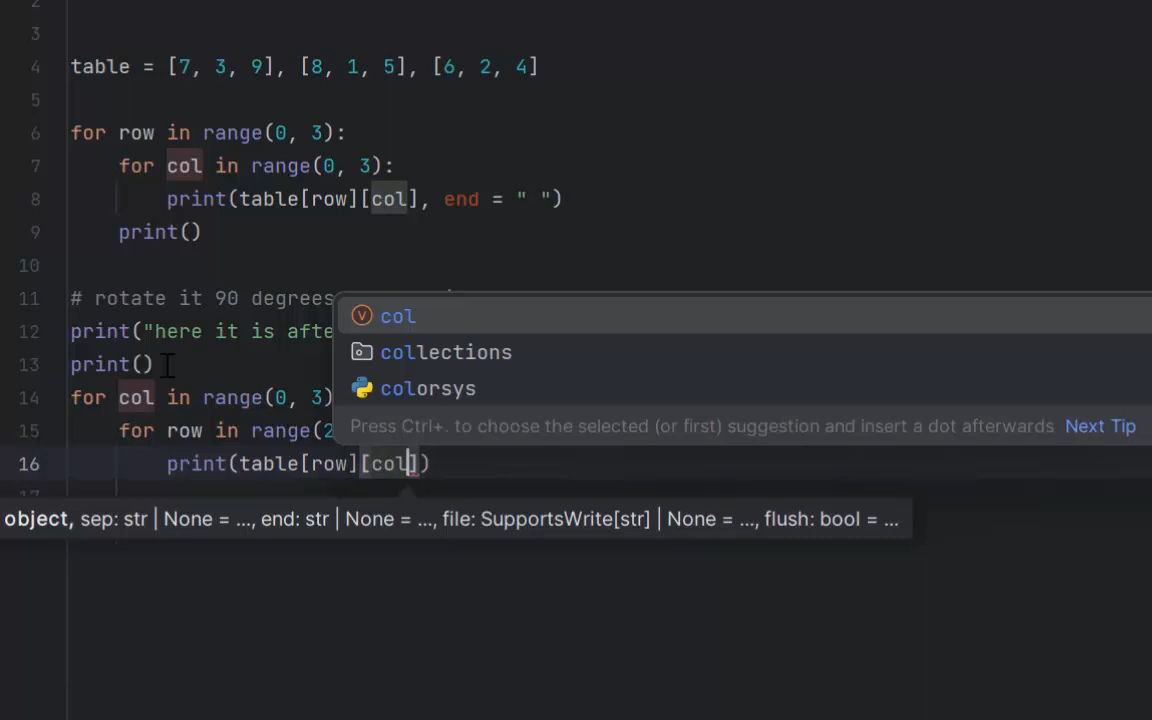 2
3
4 table = [7, 3, 9], [8, 1, 5], [6, 2, 4]
5
6 for row in range(0, 3):
7 for col in range(0, 3):
8 print(table[row][col], end = " ")
9 print()
10
11 # rotate it 90 degrees
12 print("here it is afte
13 print()
14 for col in range(0, 3)
15 for row in range(2
16 print(table[row][col])
col
collections
colorsys
Press Ctrl+. to choose the selected (or first) suggestion and insert a dot afterwards Next Tip
object, sep: str | None = ..., end: str | None = ..., file: SupportsWrite[str] | None = ..., flush: bool = ...